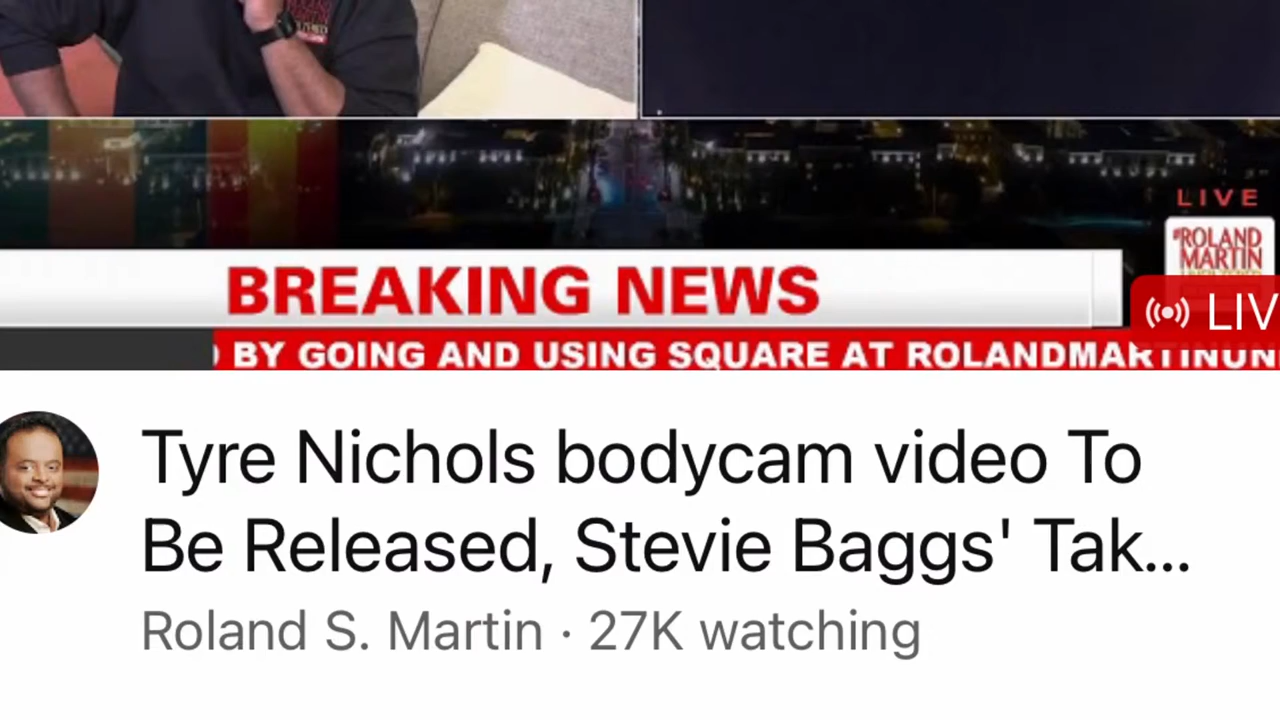 LIVE
#ROLAND
MARTIN
BREAKING NEWS
LIV
) BY GOING AND USING SQUARE AT ROLANDMARTINUN
Tyre Nichols bodycam video To
Be Released, Stevie Baggs' Tak...
Roland S. Martin · 27K watching